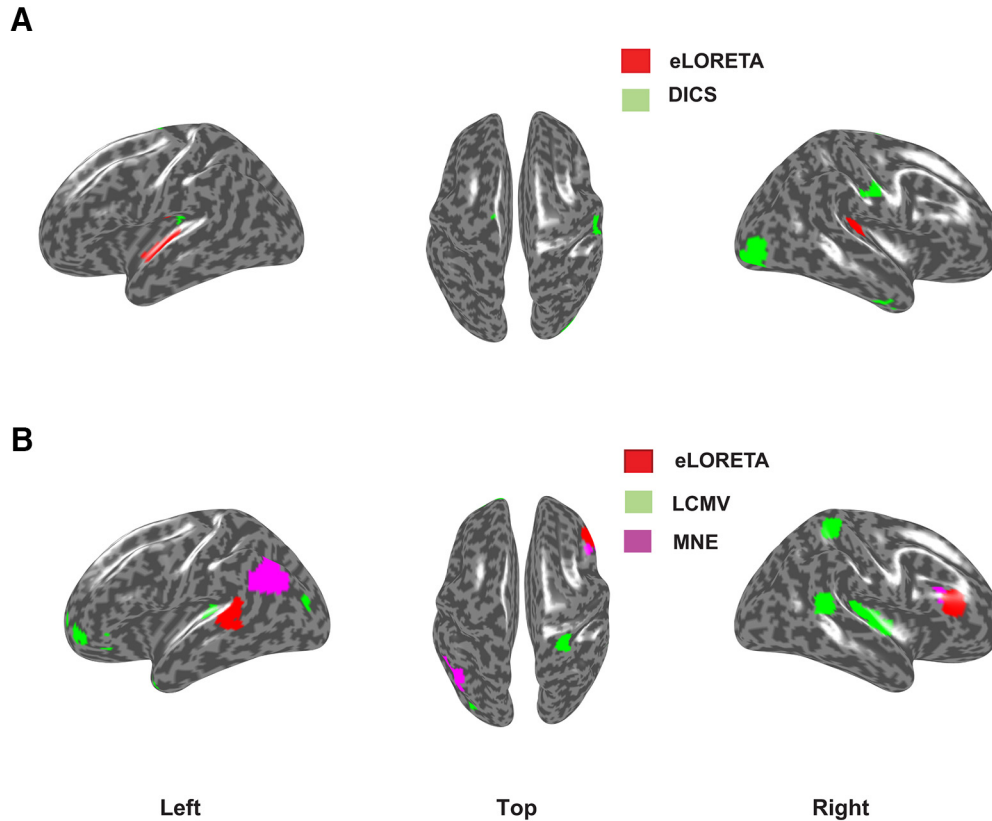 A
eLORETA
DICS
B
eLORETA
LCMV
MNE
Left
Top
Right